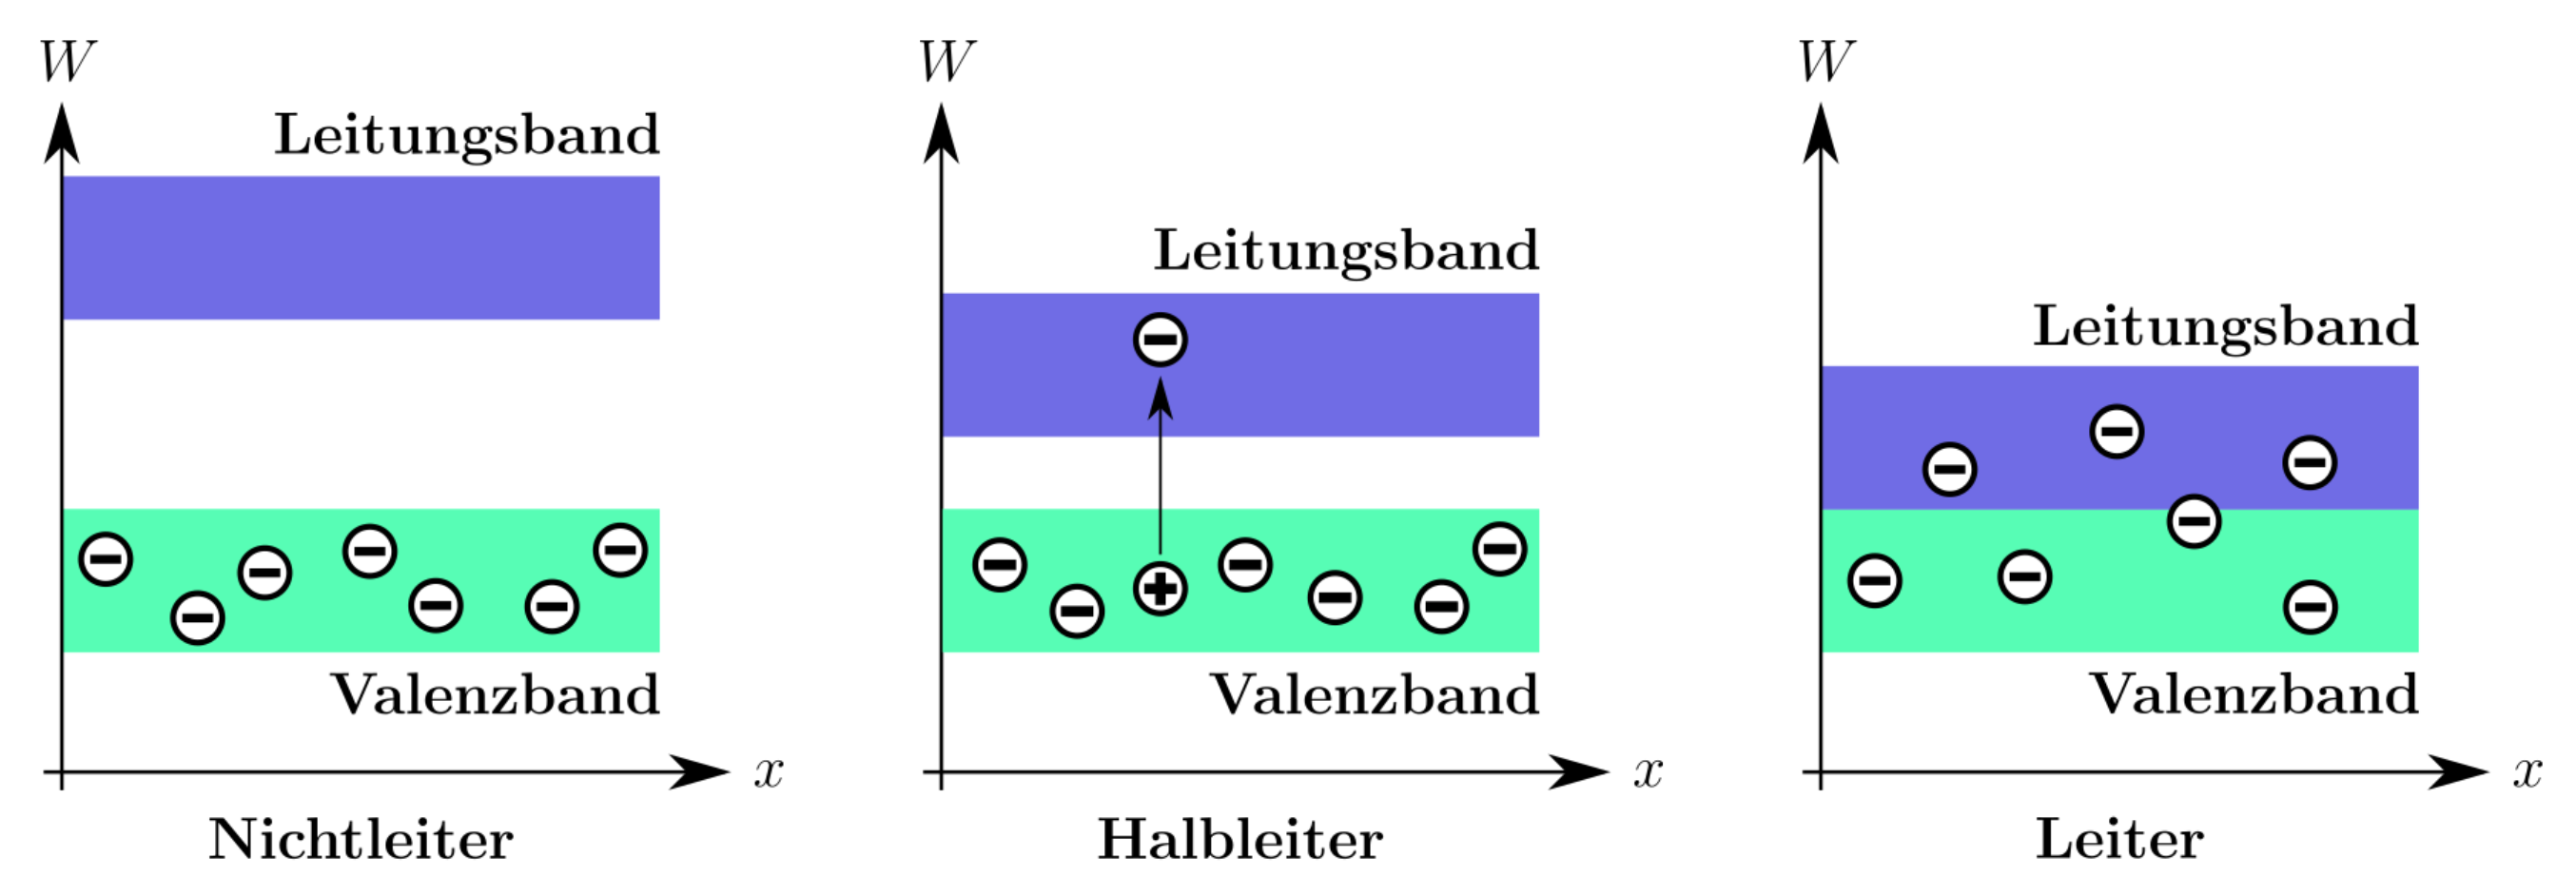 W
Leitungsband
Valenzband
x
Nichtleiter
W
Leitungsband
Valenzband
x
Halbleiter
W
Leitungsband
Valenzband
x
Leiter